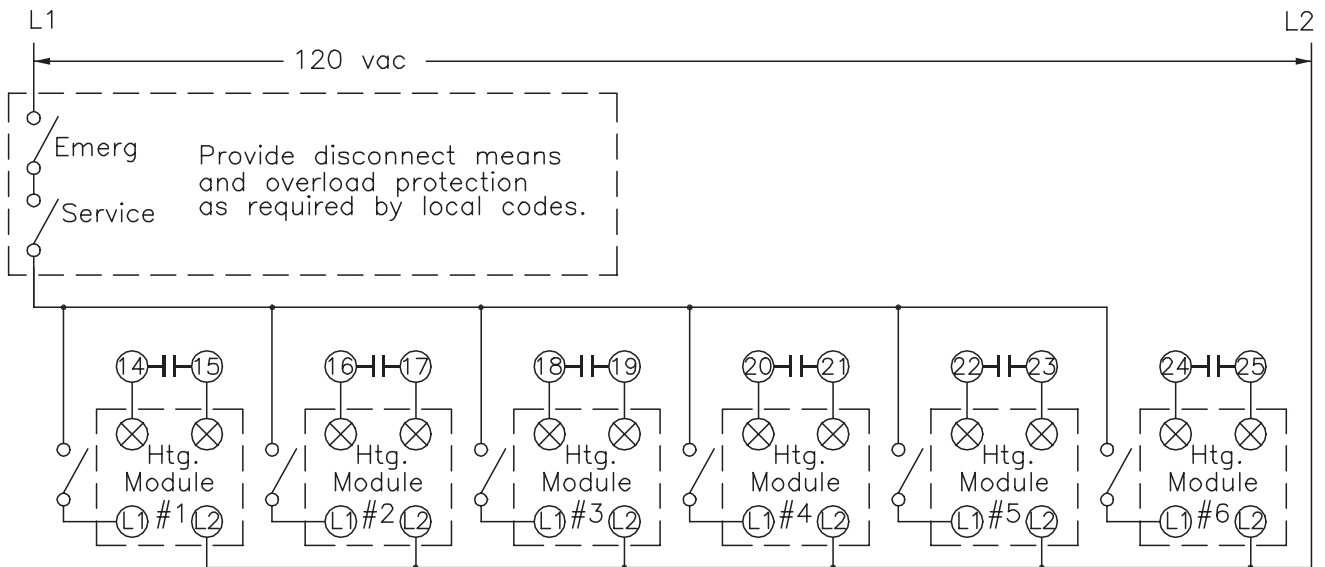 L1
L2
120 vac
Emerg
Service
Provide disconnect means
and overload protection
as required by local codes.
14 15
16 17
18 19
20 21
22 23
24 25
Htg.
Module
L1 #1 L2
Htg.
Module
L1 #2 L2
Htg.
Module
L1 #3 L2
Htg.
Module
L1 #4 L2
Htg.
Module
L1 #5 L2
Htg.
Module
L1 #6 L2